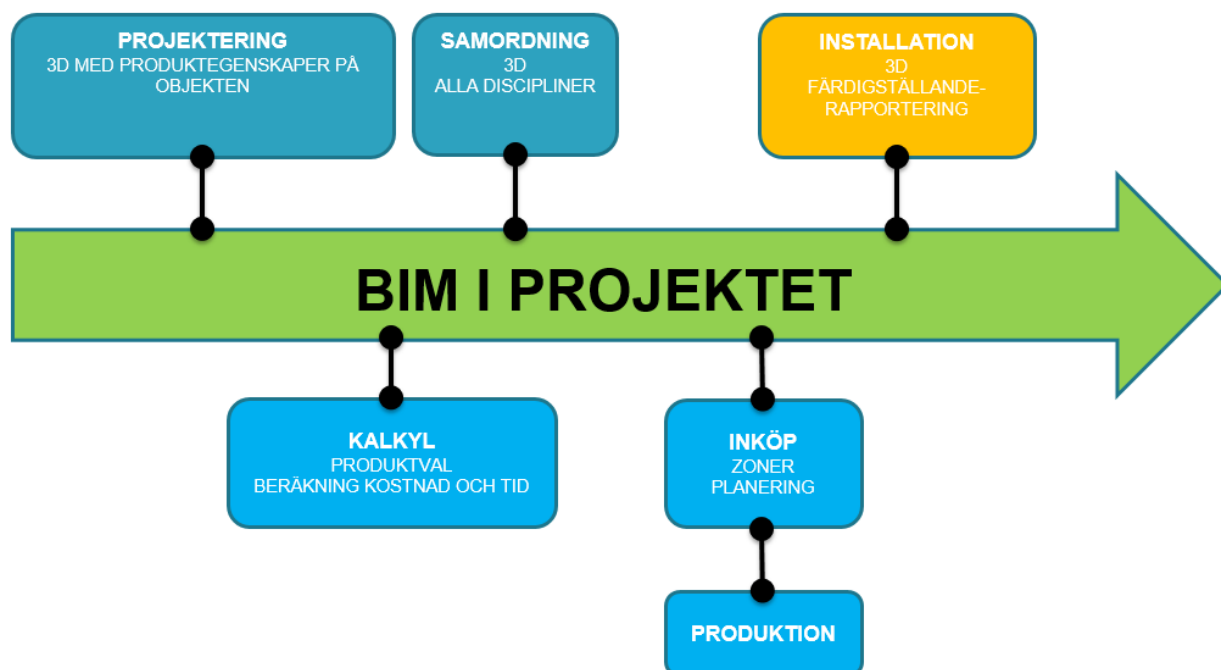 PROJEKTERING
3D MED PRODUKTEGENSKAPER PÅ
OBJEKTEN
SAMORDNING
3D
ALLA DISCIPLINER
INSTALLATION
3D
FÄRDIGSTÄLLANDE-
RAPPORTERING
BIM I PROJEKTET
KALKYL
PRODUKTVAL
BERÄKNING KOSTNAD OCH TID
INKÖP
ZONER
PLANERING
PRODUKTION